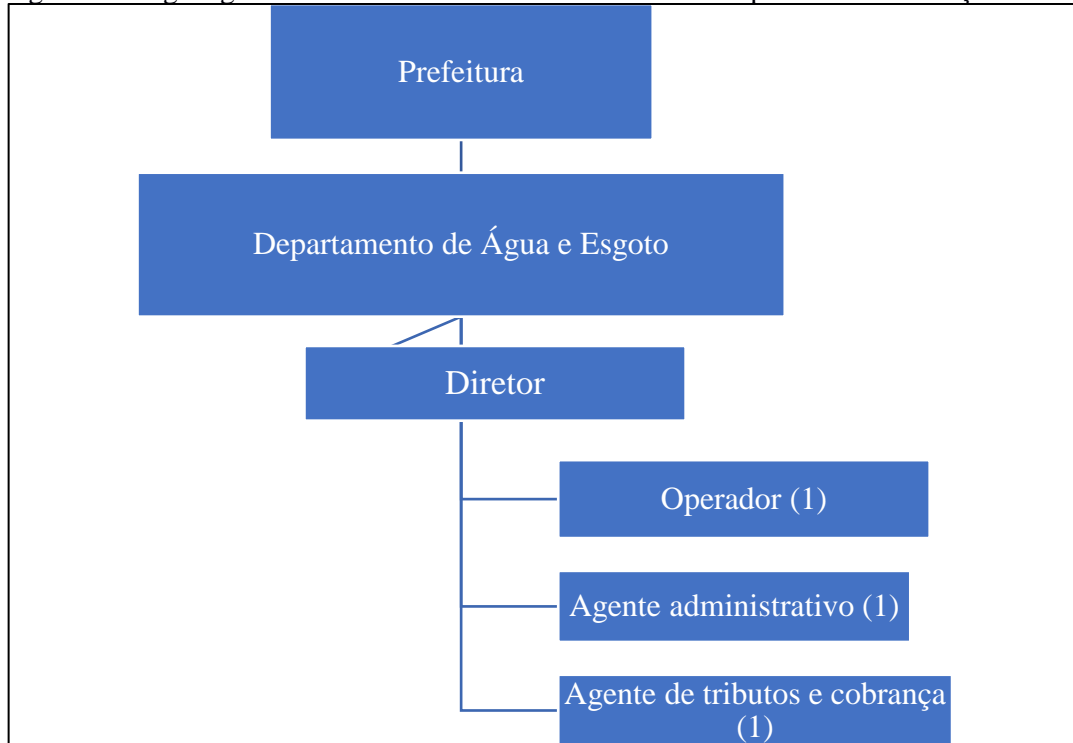 Prefeitura
Departamento de Água e Esgoto
Diretor
Operador (1)
Agente administrativo (1)
Agente de tributos e cobrança
(1)